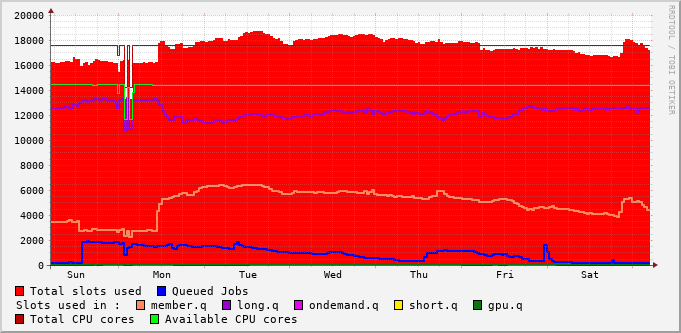 20000
18000
16000
14000
12000
10000
8000
6000
4000
2000
0
Sun Mon Tue Wed Thu Fri Sat
Total slots used Queued Jobs
Slots used in : member.q long.q ondemand.q short.q gpu.q
Total CPU cores Available CPU cores
RRDTOOL / TOBI OETIKER